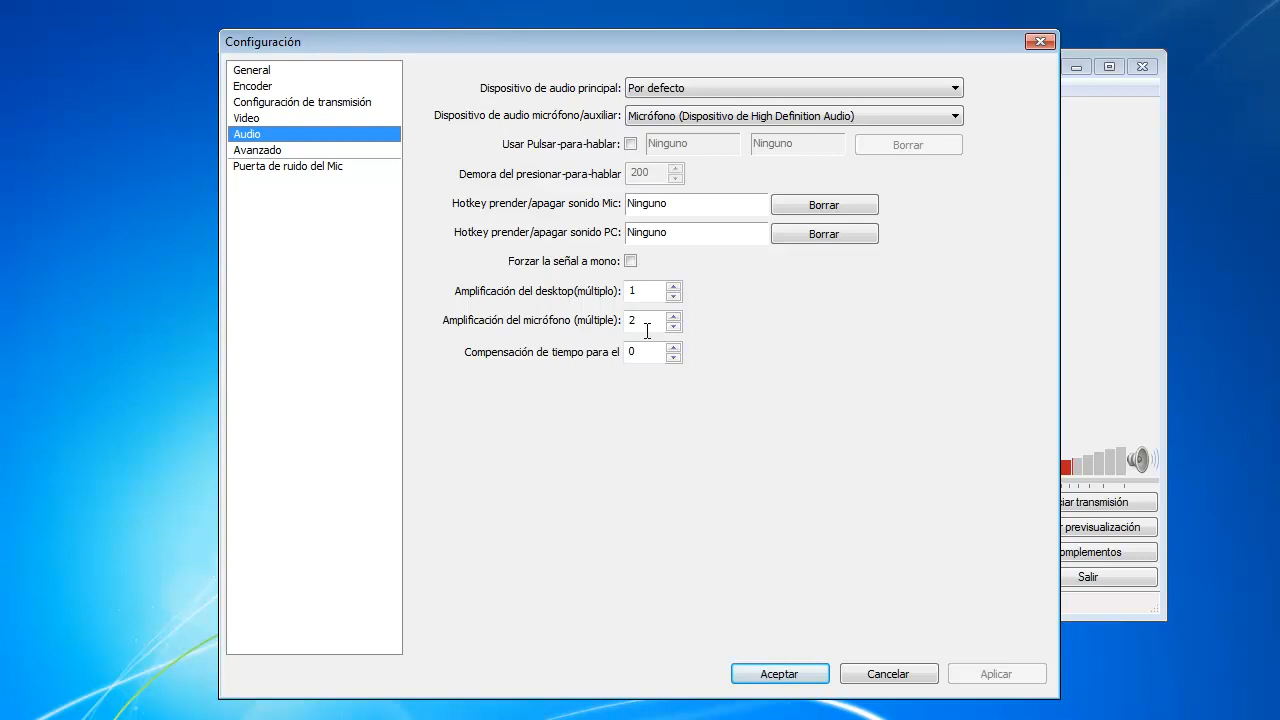 Configuración
General
Encoder
Configuración de transmisión
Video
Audio
Avanzado
Puerta de ruido del Mic
Dispositivo de audio principal: Por defecto
Dispositivo de audio micrófono/auxiliar: Micrófono (Dispositivo de High Definition Audio)
Usar Pulsar-para-hablar: Ninguno Ninguno Borrar
Demora del presionar-para-hablar 200
Hotkey prender/apagar sonido Mic: Ninguno Borrar
Hotkey prender/apagar sonido PC: Ninguno Borrar
Forzar la señal a mono:
Amplificación del desktop(múltiplo): 1
Amplificación del micrófono (múltiple): 2
Compensación de tiempo para el 0
Aceptar Cancelar Aplicar
iar transmisión
r previsualización
omplementos
Salir